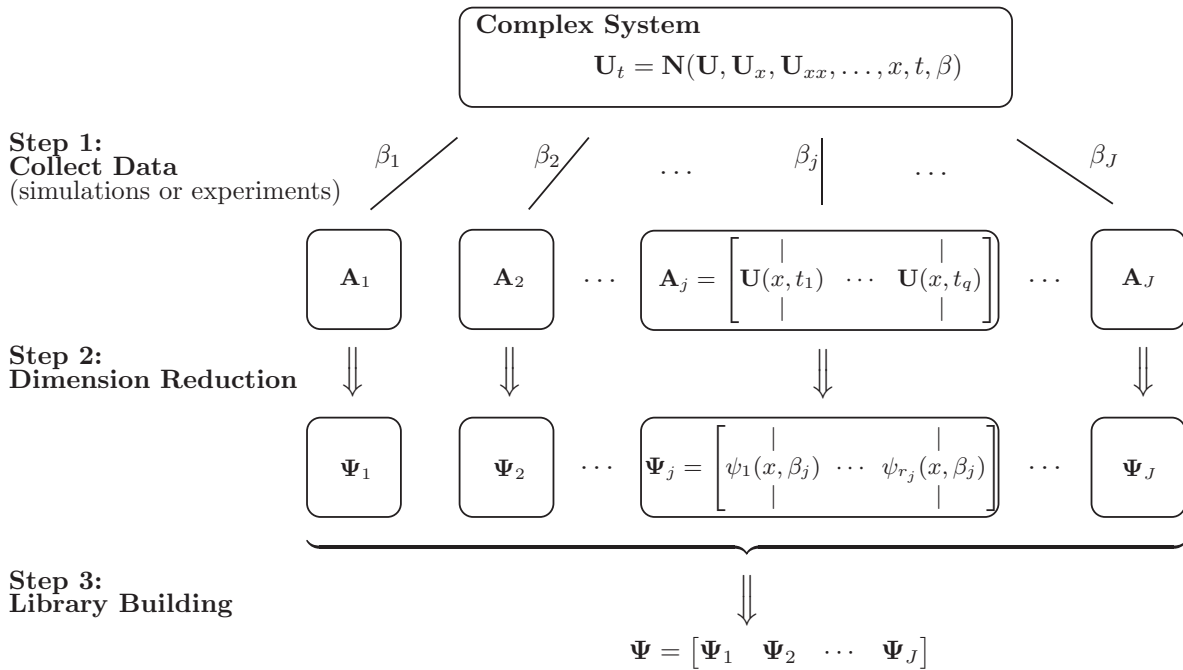 Complex System
U_t = N(U, U_x, U_xx, . . . , x, t, β)
Step 1:
Collect Data
(simulations or experiments)
β_1 β_2 ⋯ β_j ⋯ β_J
A_1 A_2 ⋯ A_j = [U(x, t_1) ⋯ U(x, t_q)] ⋯ A_J
Step 2:
Dimension Reduction
Ψ_1 Ψ_2 ⋯ Ψ_j = [ψ_1(x, β_j) ⋯ ψ_{r_j}(x, β_j)] ⋯ Ψ_J
Step 3:
Library Building
Ψ = [Ψ_1 Ψ_2 ⋯ Ψ_J]